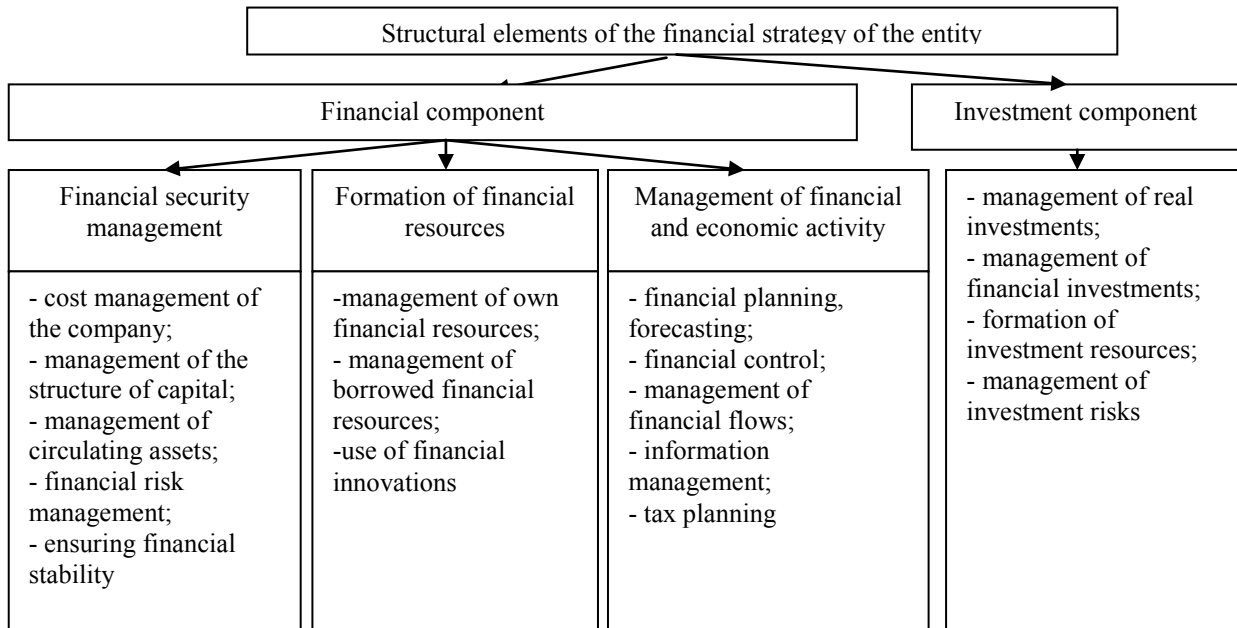 Structural elements of the financial strategy of the entity
Financial component
Investment component
Financial security
management
Formation of financial
resources
Management of financial
and economic activity
- cost management of
the company;
- management of the
structure of capital;
- management of
circulating assets;
- financial risk
management;
- ensuring financial
stability
-management of own
financial resources;
- management of
borrowed financial
resources;
-use of financial
innovations
- financial planning,
forecasting;
- financial control;
- management of
financial flows;
- information
management;
- tax planning
- management of real
investments;
- management of
financial investments;
- formation of
investment resources;
- management of
investment risks